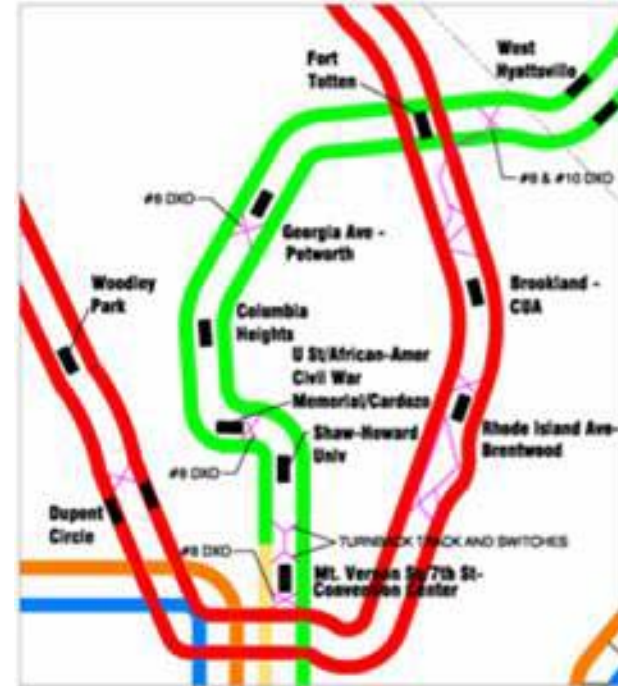 Fort
Totten
West
Hyattsville
#8 DXO
#8 & #10 DXO
Georgia Ave -
Petworth
Woodley
Park
Columbia
Heights
Brookland -
CUA
U St/African-Amer
Civil War
Memorial/Cardozo
Shaw-Howard
Univ
Rhode Island Ave-
Brentwood
#8 DXO
Dupont
Circle
#8 DXO
TURNBACK TRACK AND SWITCHES
Mt. Vernon Sq/7th St-
Convention Center